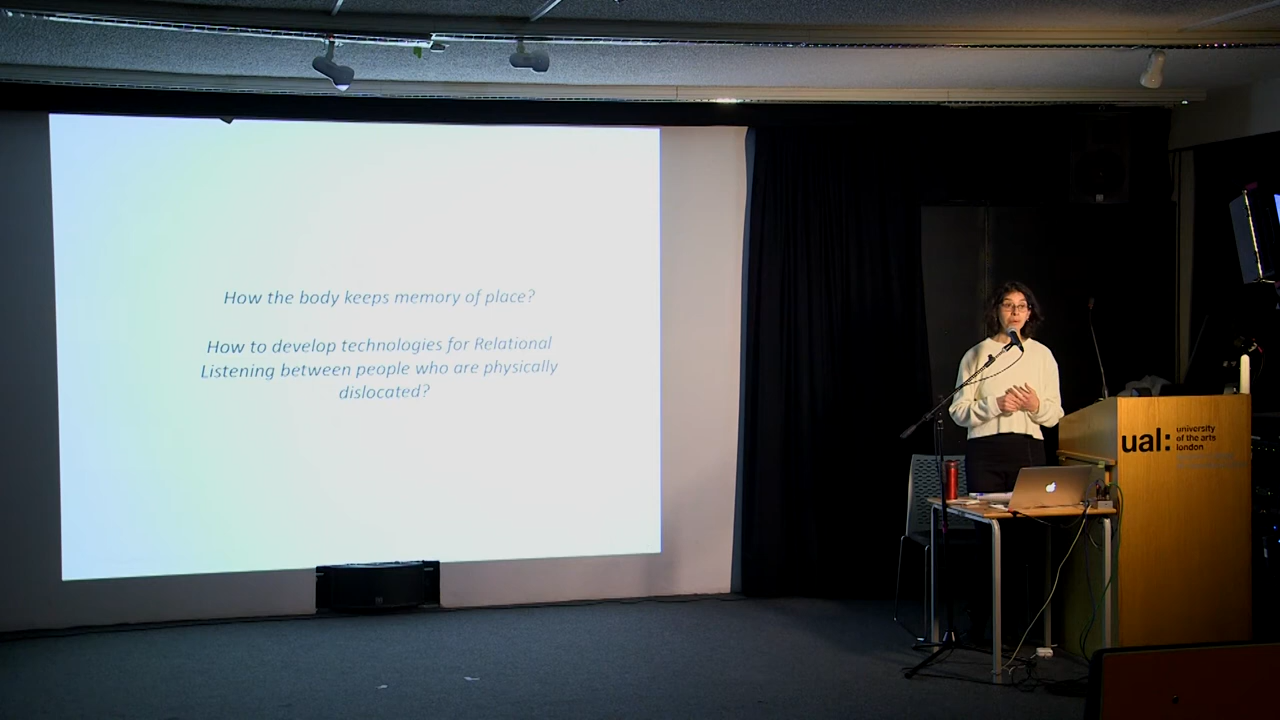 How the body keeps memory of place?
How to develop technologies for Relational
Listening between people who are physically
dislocated?
ual:
university
of the arts
london